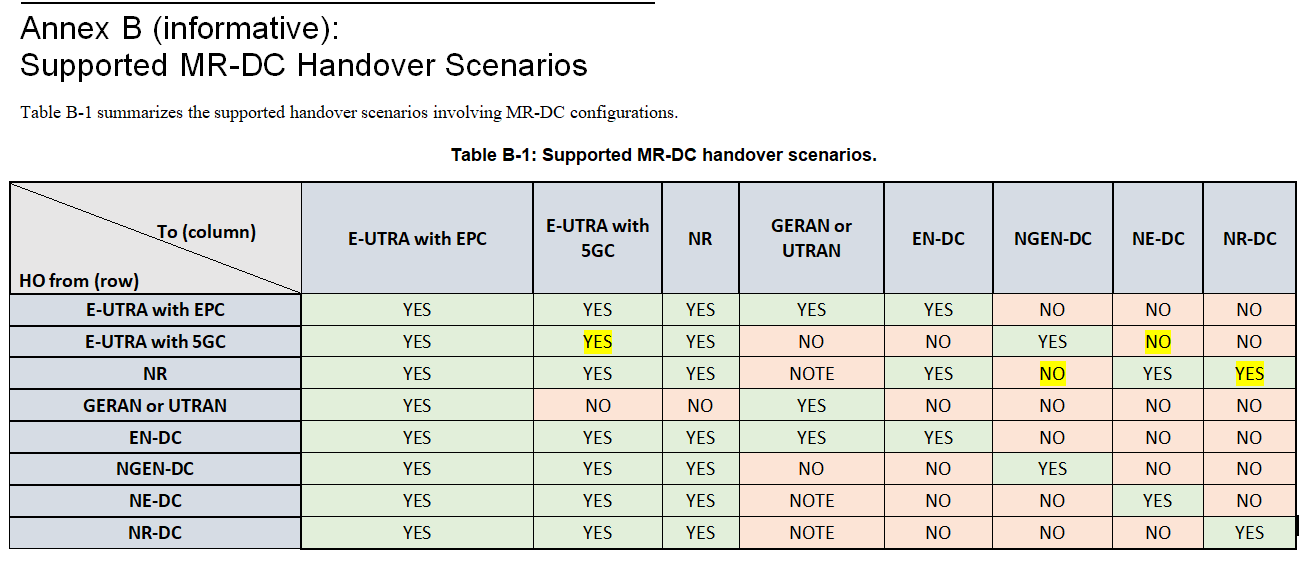 Annex B (informative):
Supported MR-DC Handover Scenarios
Table B-1 summarizes the supported handover scenarios involving MR-DC configurations.
Table B-1: Supported MR-DC handover scenarios.
To (column)
HO from (row)
E-UTRA with EPC
E-UTRA with
5GC
NR
GERAN or
UTRAN
EN-DC
NGEN-DC
NE-DC
NR-DC
E-UTRA with EPC YES YES YES YES YES NO NO NO
E-UTRA with 5GC YES YES YES NO NO YES NO NO
NR YES YES YES NOTE YES NO YES YES
GERAN or UTRAN YES NO NO YES NO NO NO NO
EN-DC YES YES YES YES YES NO NO NO
NGEN-DC YES YES YES NO NO YES NO NO
NE-DC YES YES YES NOTE NO NO YES NO
NR-DC YES YES YES NOTE NO NO NO YES